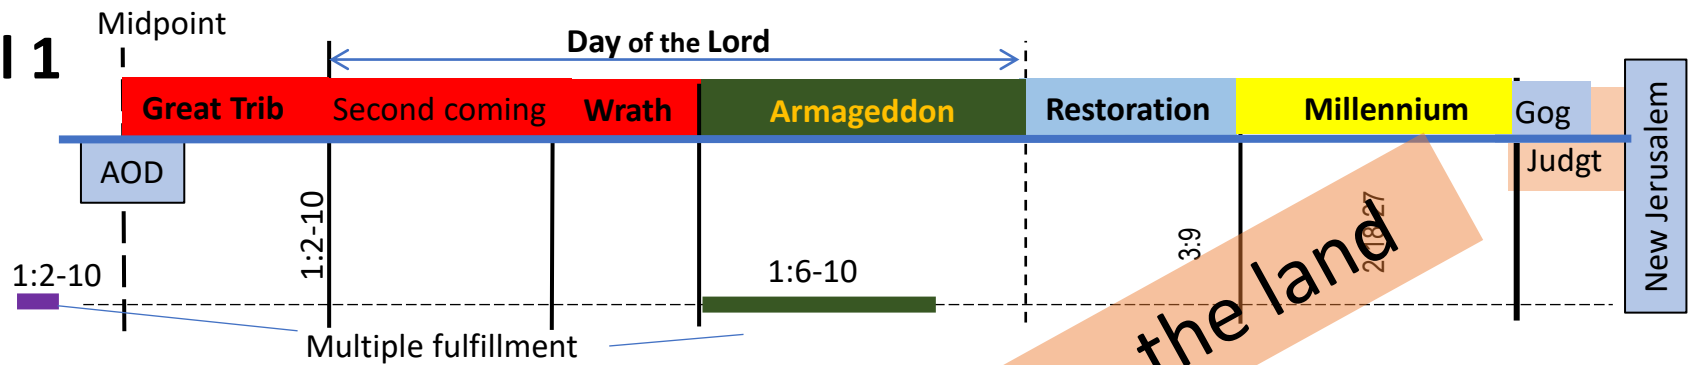 l 1
Midpoint
Day of the Lord
Great Trib
Second coming
Wrath
Armageddon
Restoration
Millennium
Gog
Judgt
New Jerusalem
AOD
1:2-10
1:2-10
1:6-10
3:9
the land
Multiple fulfillment